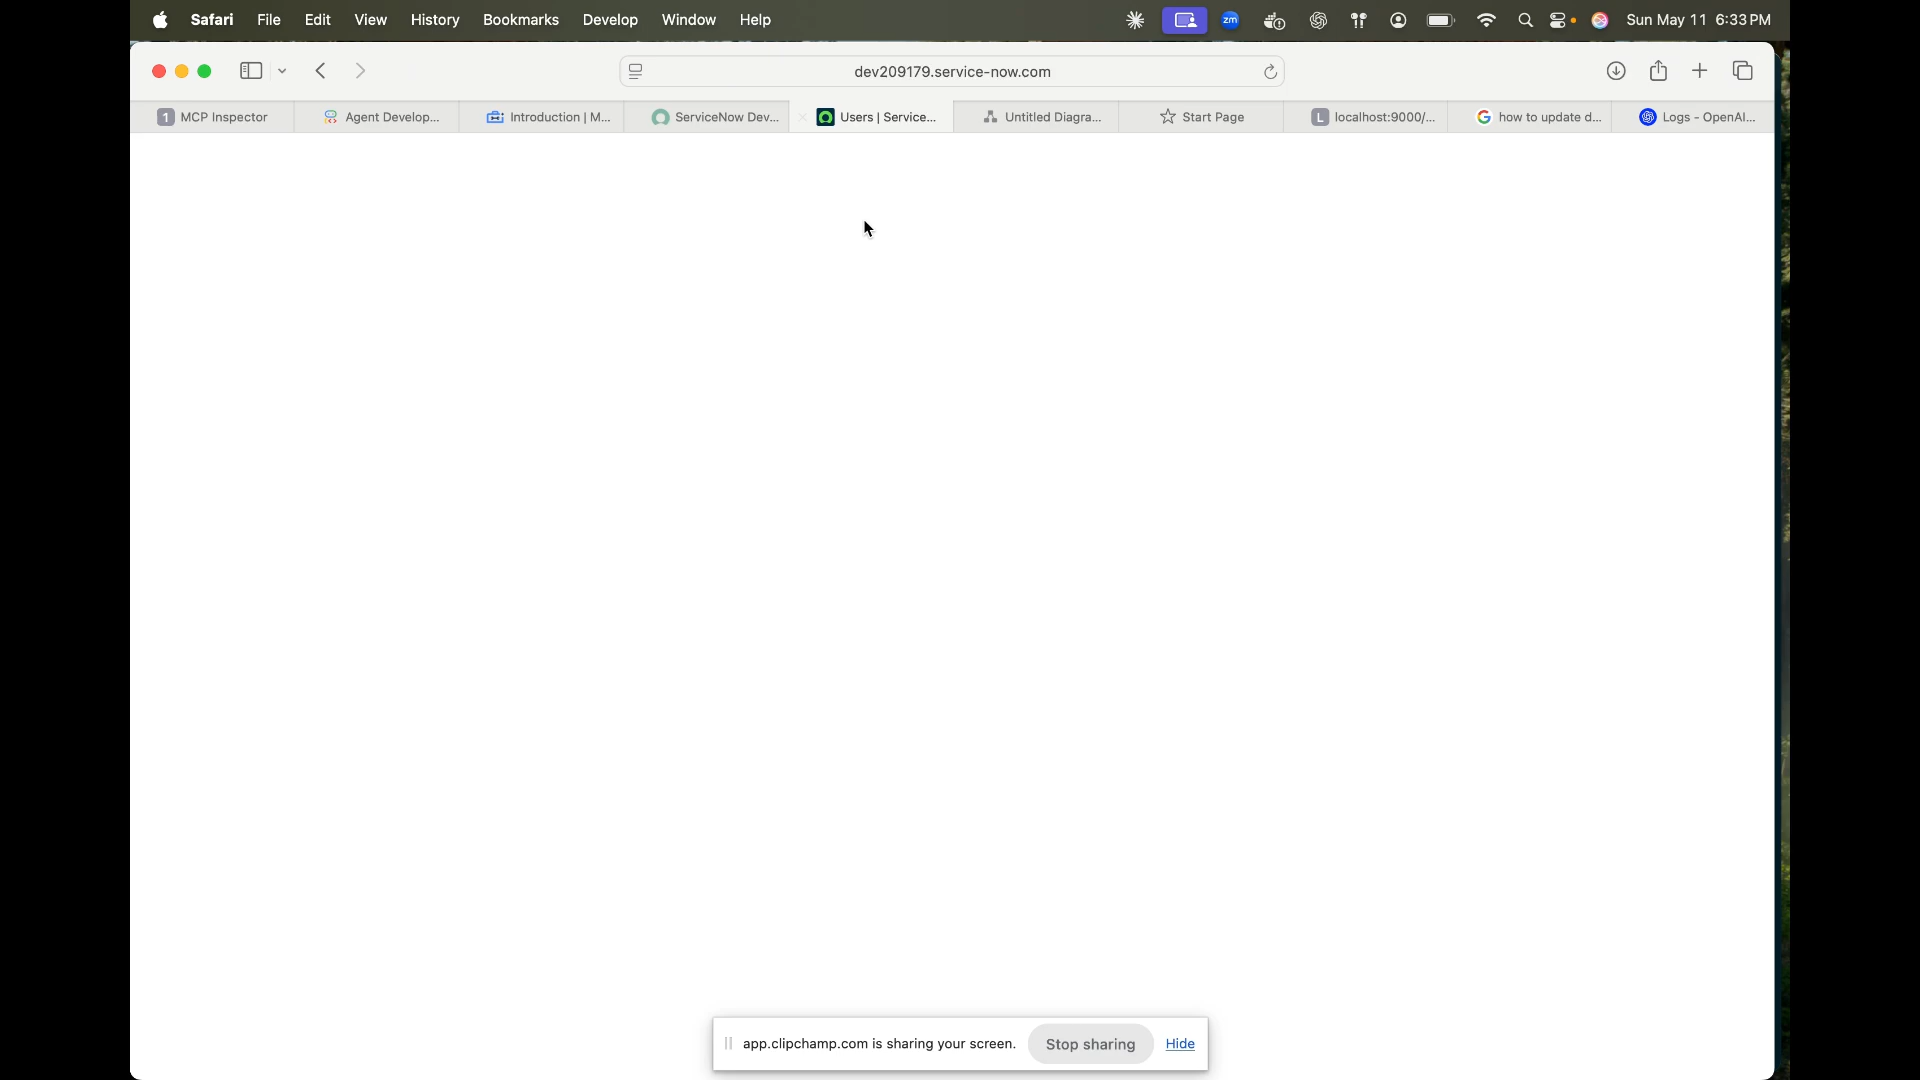 Safari File Edit View History Bookmarks Develop Window Help zm Sun May 11 6:33 PM
dev209179.service-now.com
1 MCP Inspector Agent Develop... Introduction | M... ServiceNow Dev... Users | Service... Untitled Diagra... Start Page L localhost:9000/... G how to update d... Logs - OpenAI...
app.clipchamp.com is sharing your screen. Stop sharing Hide